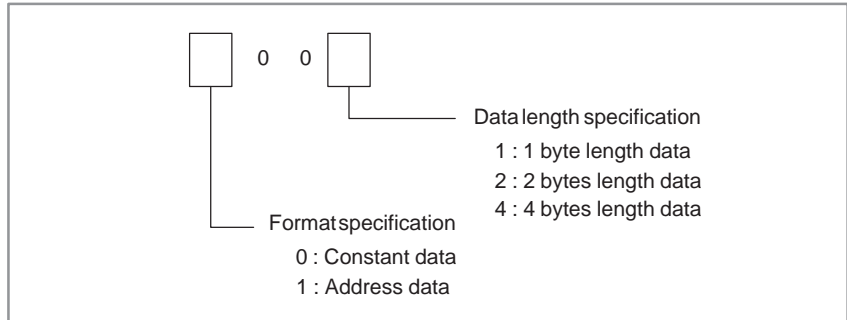 0 0
Data length specification
1 : 1 byte length data
2 : 2 bytes length data
4 : 4 bytes length data
Format specification
0 : Constant data
1 : Address data